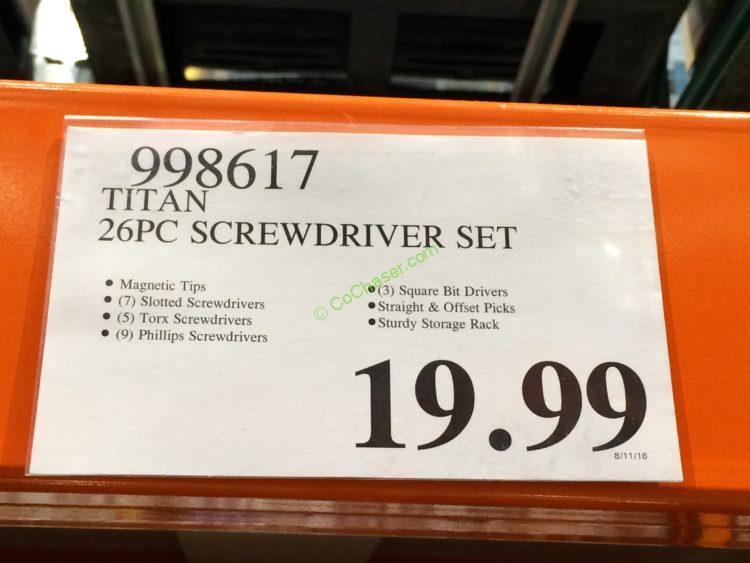 998617
TITAN
26PC SCREWDRIVER SET
• Magnetic Tips
• (7) Slotted Screwdrivers
• (5) Torx Screwdrivers
• (9) Phillips Screwdrivers
• (3) Square Bit Drivers
• Straight & Offset Picks
• Sturdy Storage Rack
© CoChaser.com
19.99
8/11/16